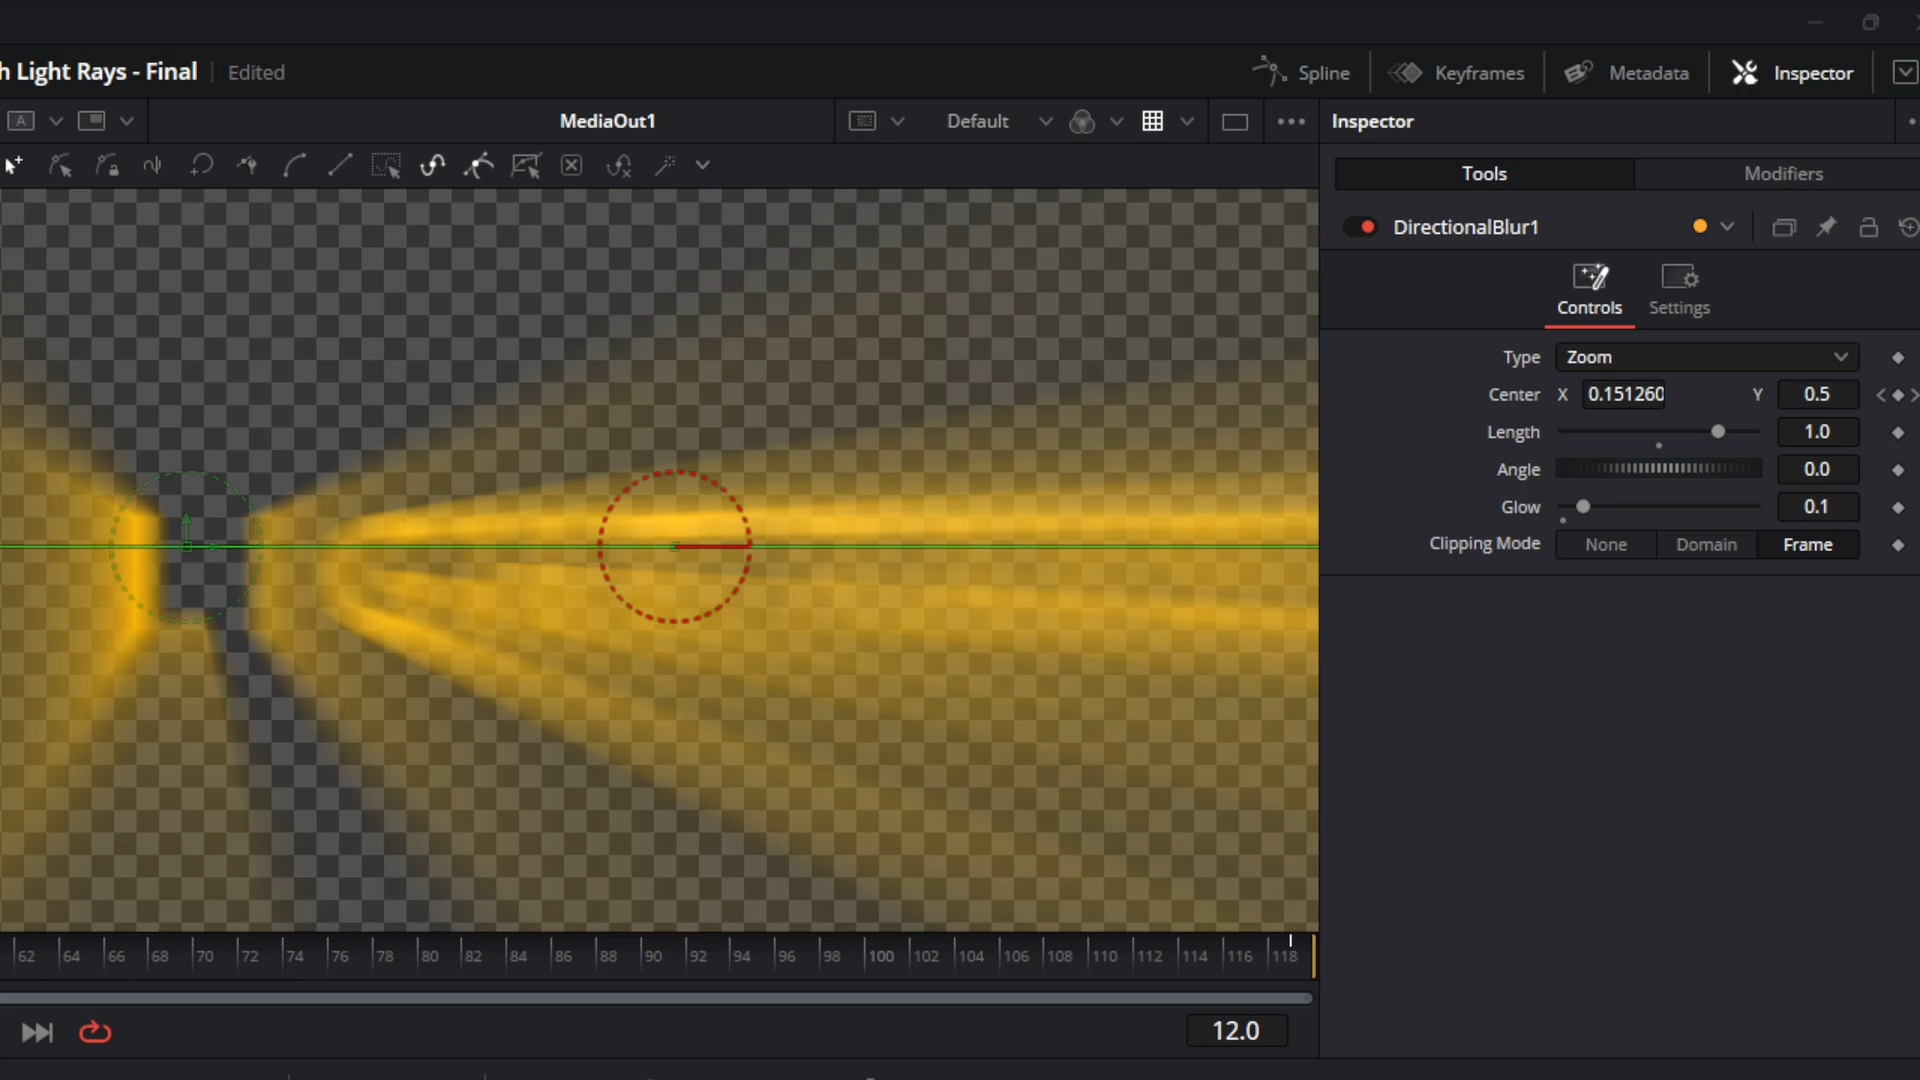 h Light Rays - Final
Edited
Spline
Keyframes
Metadata
Inspector
A
MediaOut1
Default
Inspector
Tools
Modifiers
DirectionalBlur1
Controls
Settings
Type
Zoom
Center
X
0.151260
Y
0.5
Length
1.0
Angle
0.0
Glow
0.1
Clipping Mode
None
Domain
Frame
62 64 66 68 70 72 74 76 78 80 82 84 86 88 90 92 94 96 98 100 102 104 106 108 110 112 114 116 118
12.0